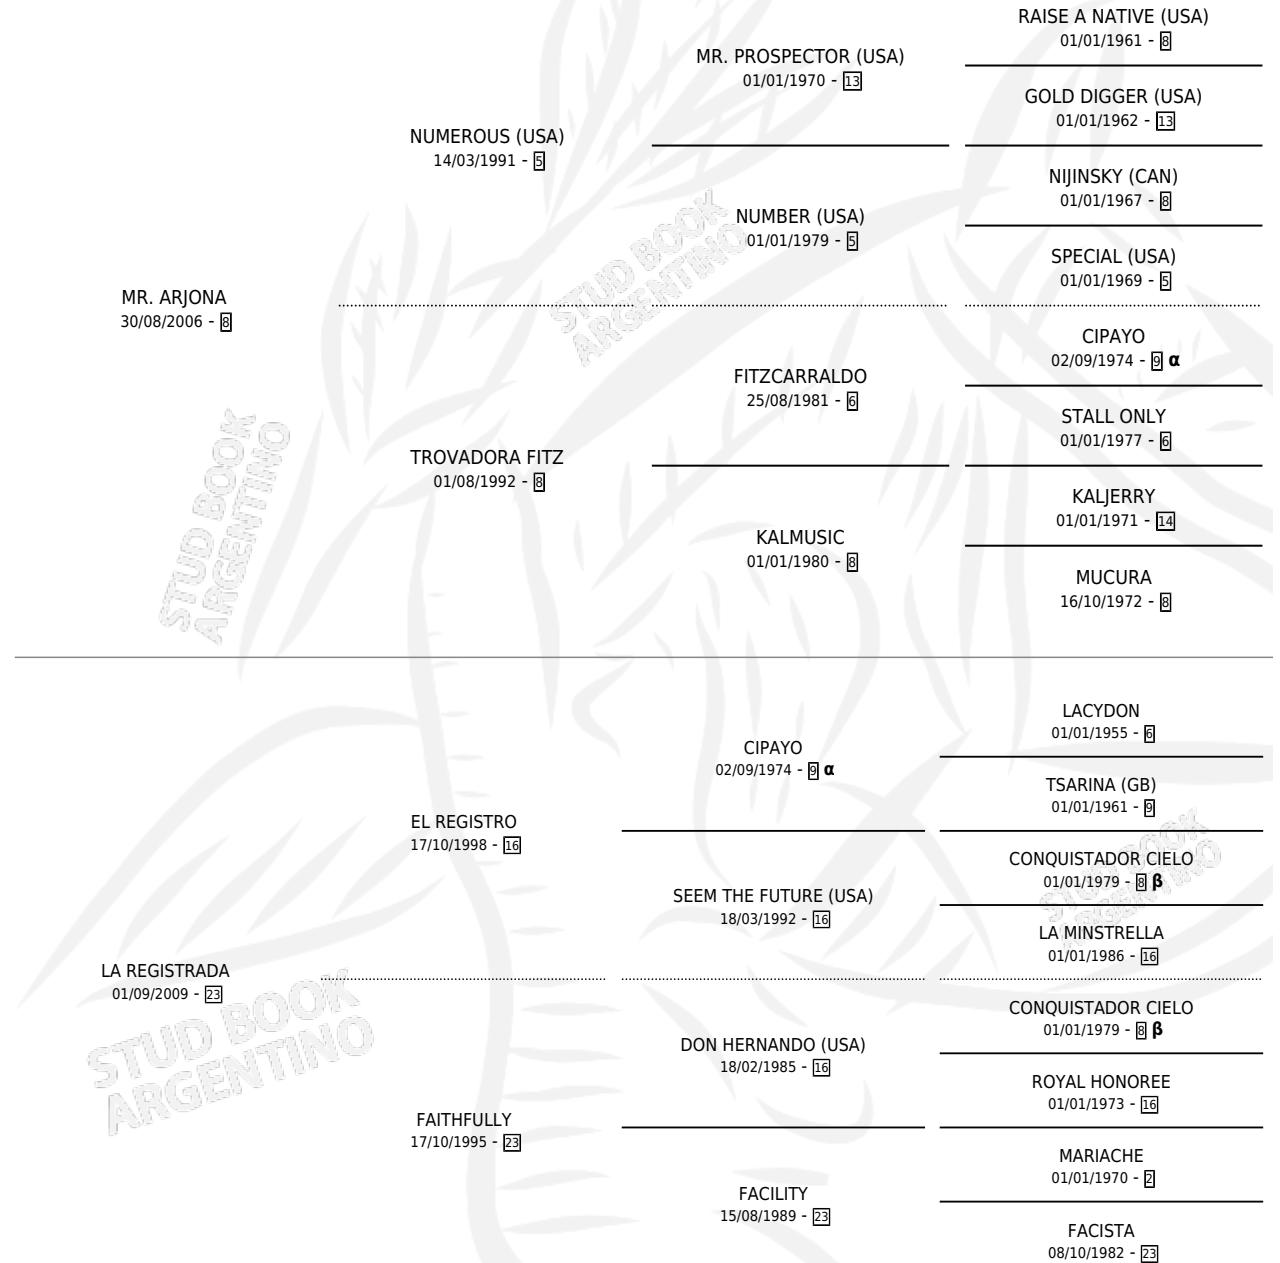 RAISE A NATIVE (USA)
01/01/1961 - 8
MR. PROSPECTOR (USA)
01/01/1970 - 13
GOLD DIGGER (USA)
01/01/1962 - 13
NUMEROUS (USA)
14/03/1991 - 5
NIJINSKY (CAN)
01/01/1967 - 8
NUMBER (USA)
01/01/1979 - 5
SPECIAL (USA)
01/01/1969 - 5
STUD BOOK
ARGENTINO
MR. ARJONA
30/08/2006 - 8
CIPAYO
02/09/1974 - 9 α
FITZCARRALDO
25/08/1981 - 6
STALL ONLY
01/01/1977 - 6
TROVADORA FITZ
01/08/1992 - 8
KALJERRY
01/01/1971 - 14
KALMUSIC
01/01/1980 - 8
MUCURA
16/10/1972 - 8
STUD BOOK
ARGENTINO
LACYDON
01/01/1955 - 6
CIPAYO
02/09/1974 - 9 α
TSARINA (GB)
01/01/1961 - 9
EL REGISTRO
17/10/1998 - 16
CONQUISTADOR CIELO
01/01/1979 - 8 β
SEEM THE FUTURE (USA)
18/03/1992 - 16
LA MINSTRELLA
01/01/1986 - 16
STUD BOOK
ARGENTINO
LA REGISTRADA
01/09/2009 - 23
CONQUISTADOR CIELO
01/01/1979 - 8 β
DON HERNANDO (USA)
18/02/1985 - 16
ROYAL HONOREE
01/01/1973 - 16
STUD BOOK
ARGENTINO
FAITHFULLY
17/10/1995 - 23
MARIACHE
01/01/1970 - 2
FACILITY
15/08/1989 - 23
FACISTA
08/10/1982 - 23